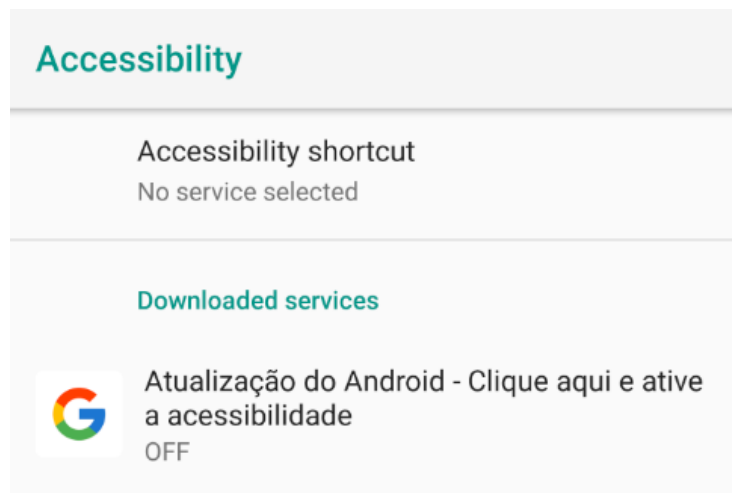 Accessibility
Accessibility shortcut
No service selected
Downloaded services
Atualização do Android - Clique aqui e ative
a acessibilidade
OFF